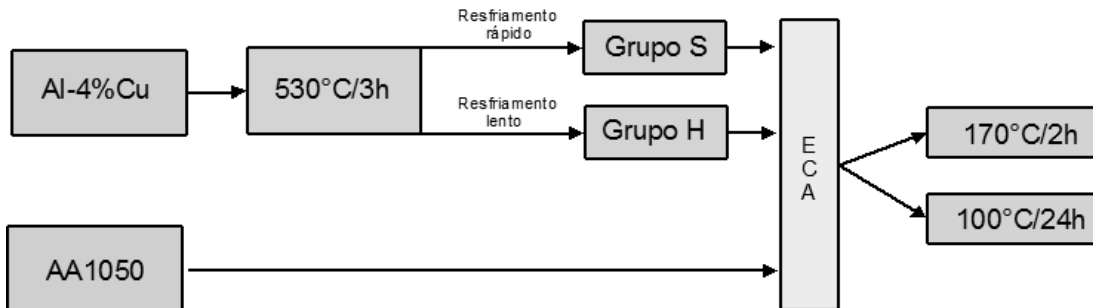 Resfriamento
rápido
Grupo S
Al-4%Cu
530°C/3h
Resfriamento
lento
Grupo H
E
C
A
170°C/2h
100°C/24h
AA1050